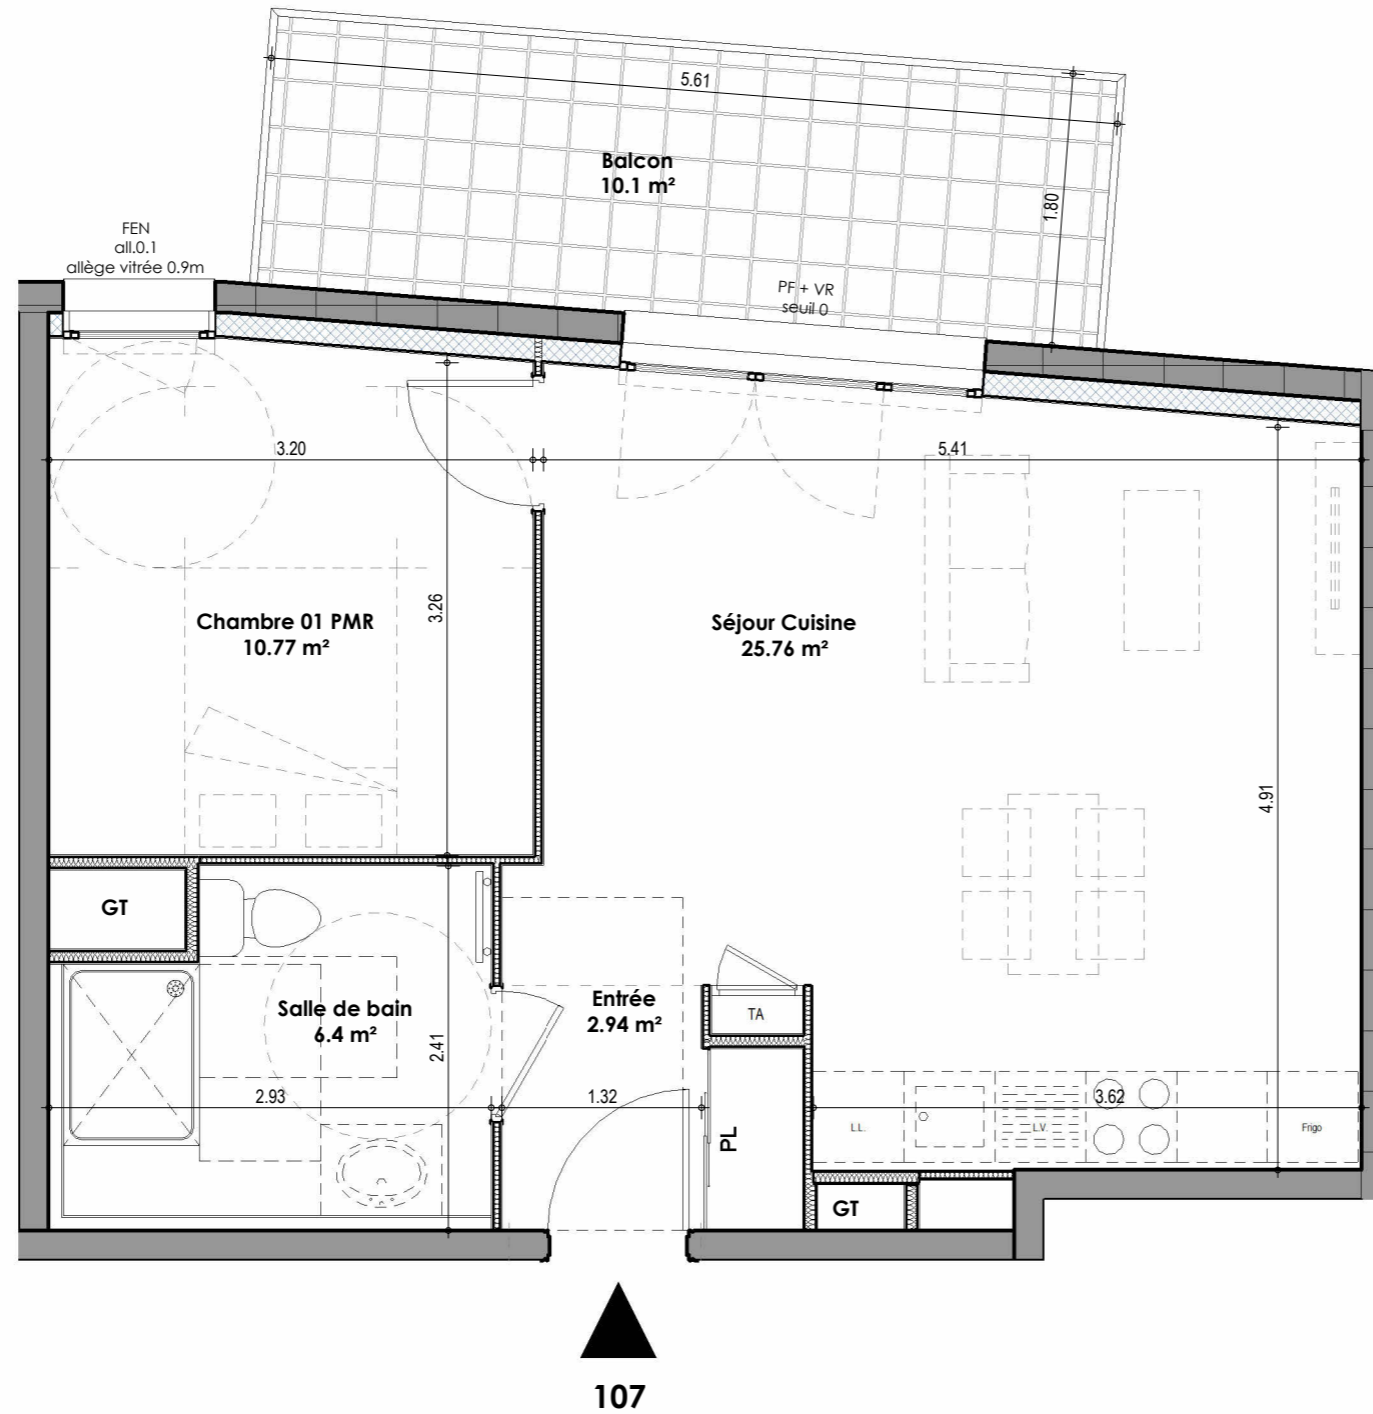 5.61
Balcon
10.1 m²
1.80
FEN
all.0.1
allège vitrée 0.9m
PF + VR
seuil 0
3.20
5.41
3.26
Chambre 01 PMR
10.77 m²
Séjour Cuisine
25.76 m²
4.91
GT
Salle de bain
6.4 m²
2.41
Entrée
2.94 m²
TA
2.93
1.32
3.62
PL
L.L.
L.V.
Frigo
GT
107